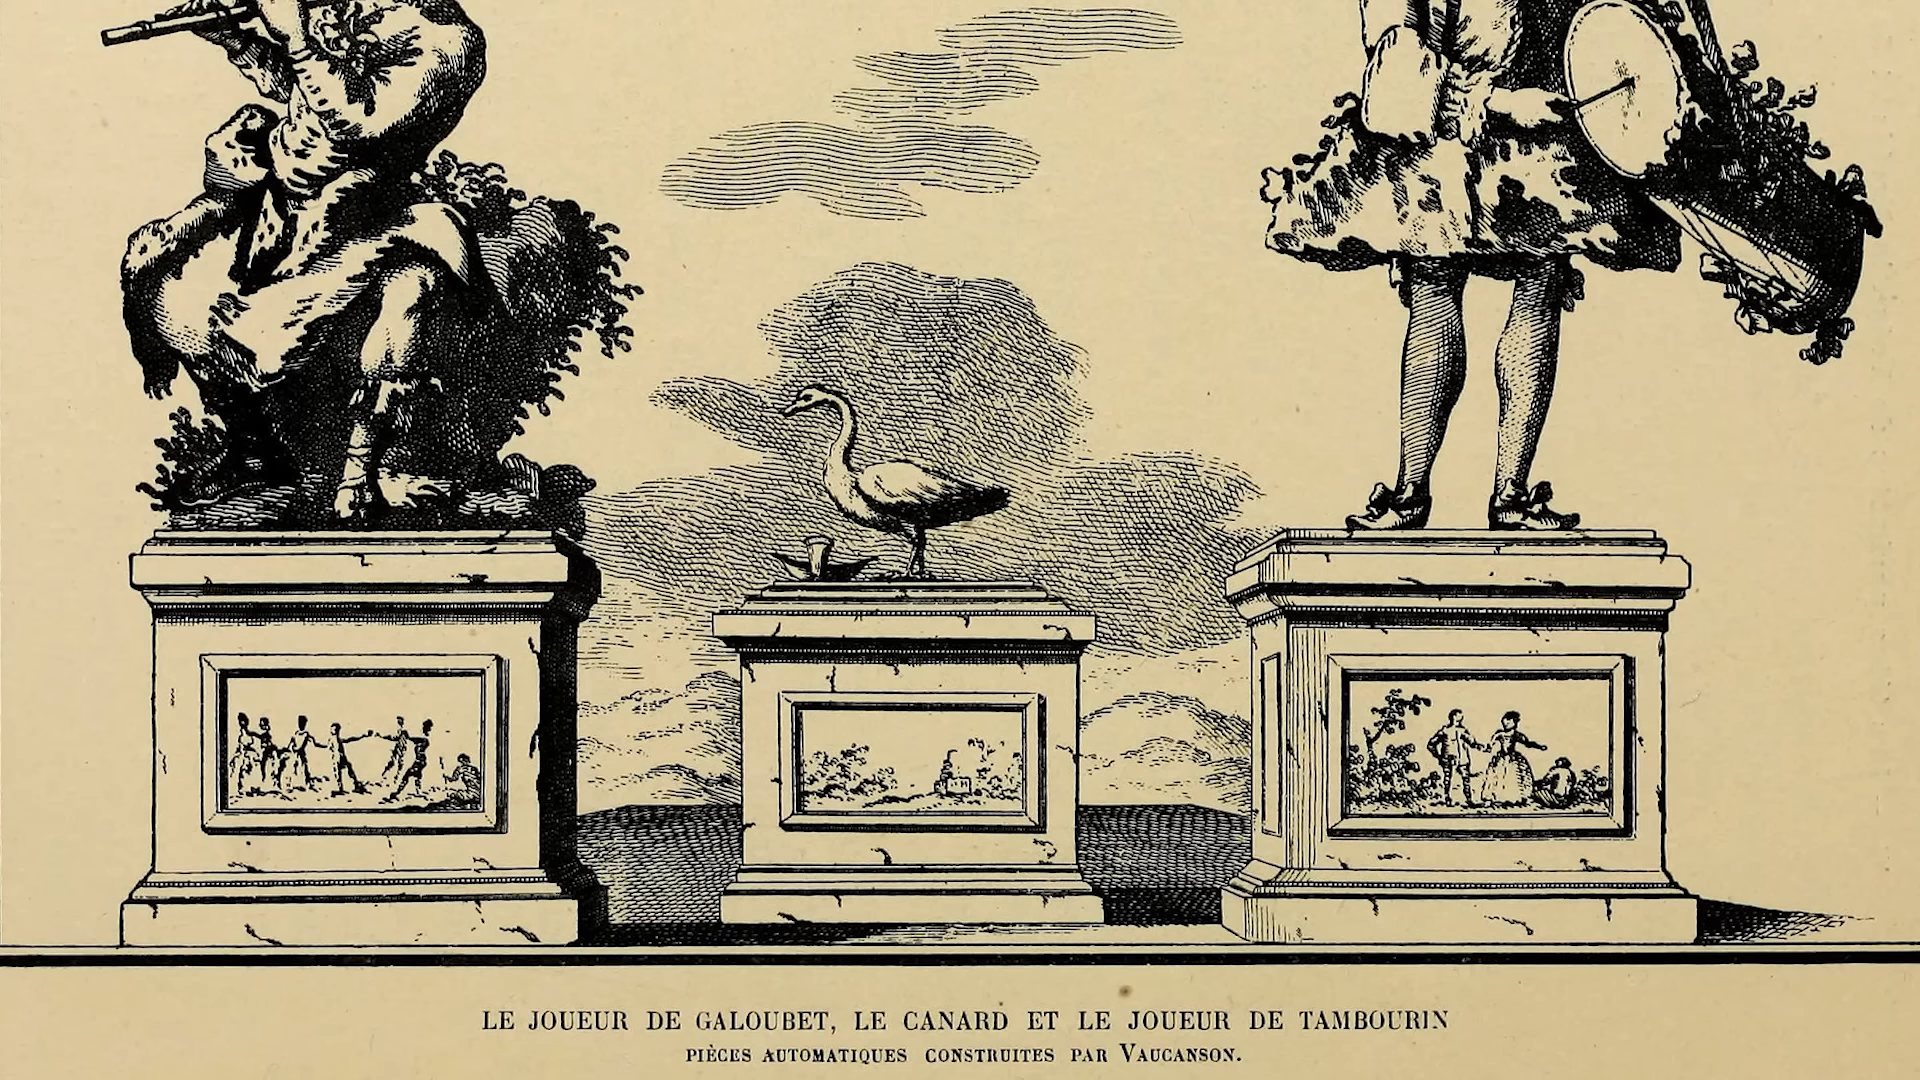 LE JOUEUR DE GALOUBET, LE CANARD ET LE JOUEUR DE TAMBOURIN
PIÈCES AUTOMATIQUES CONSTRUITES PAR VAUCANSON.